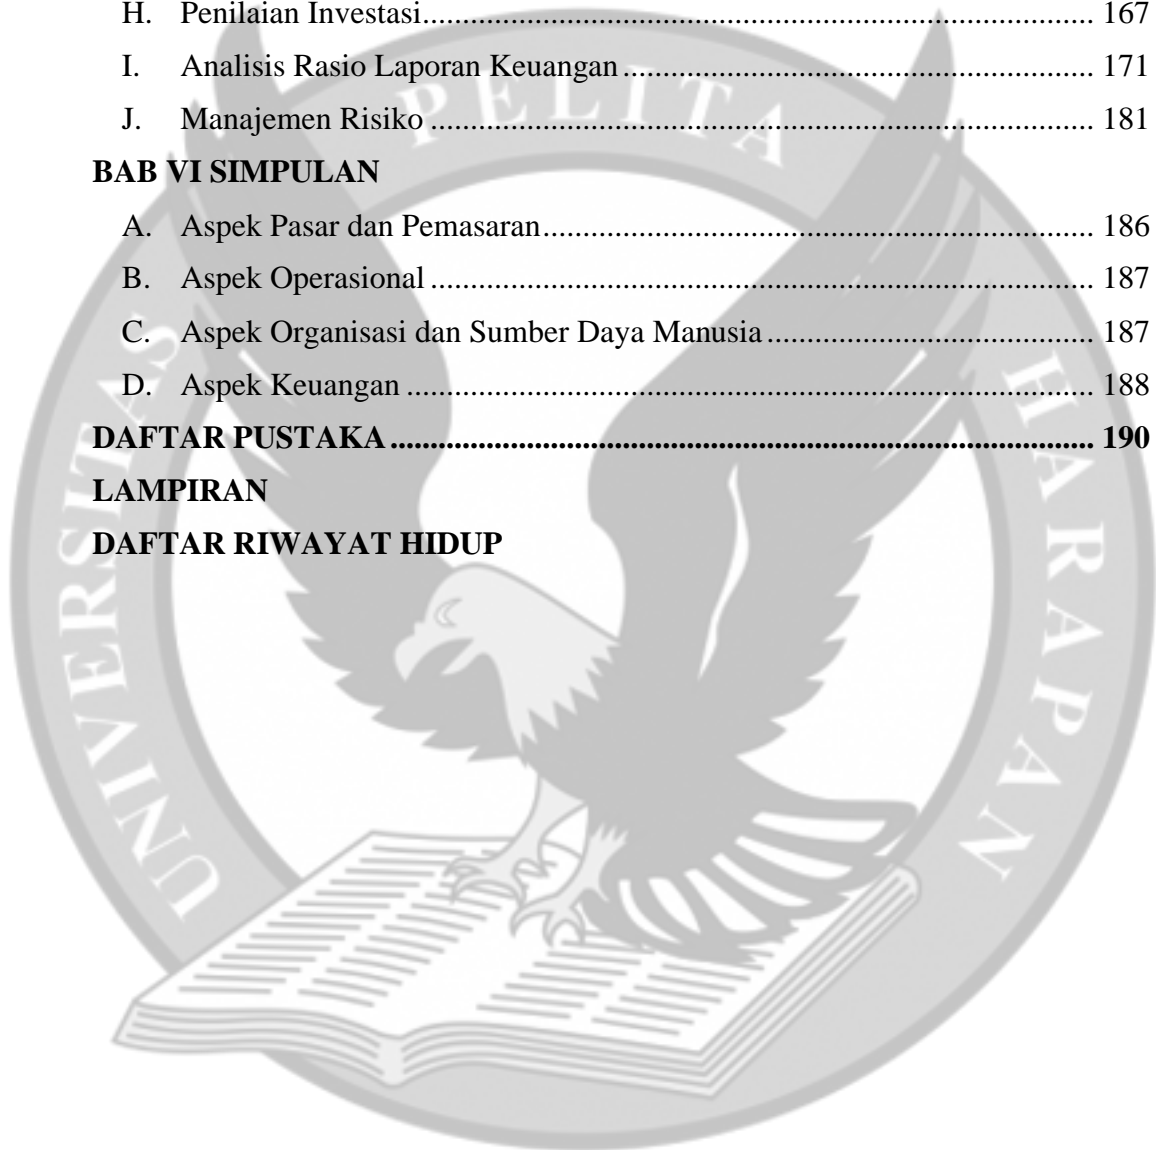 H. Penilaian Investasi.................................................................................... 167
I. Analisis Rasio Laporan Keuangan .......................................................... 171
J. Manajemen Risiko .................................................................................. 181
BAB VI SIMPULAN
A. Aspek Pasar dan Pemasaran.................................................................... 186
B. Aspek Operasional .................................................................................. 187
C. Aspek Organisasi dan Sumber Daya Manusia ........................................ 187
D. Aspek Keuangan ..................................................................................... 188
DAFTAR PUSTAKA ....................................................................................... 190
LAMPIRAN
DAFTAR RIWAYAT HIDUP
UNIVERSITAS PELITA HARAPAN